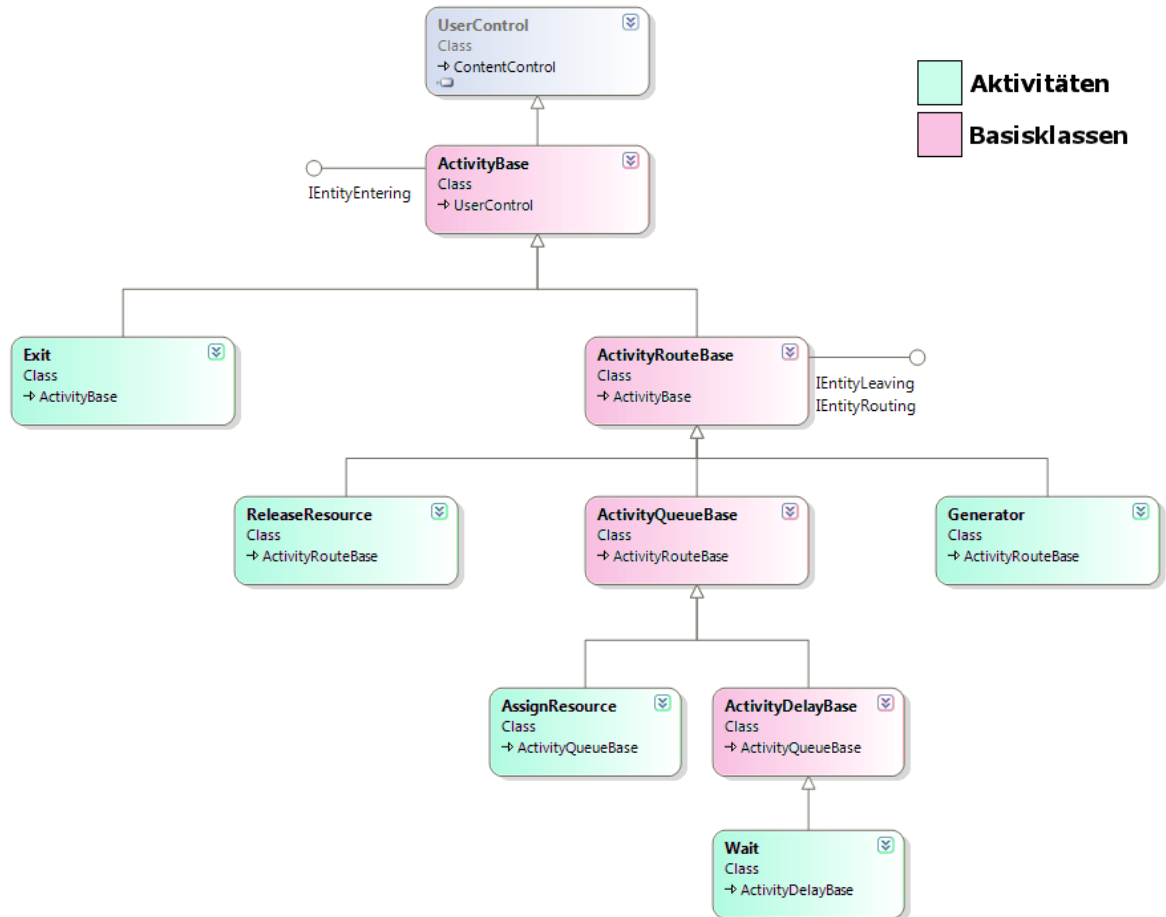 UserControl
Class
→ ContentControl
Aktivitäten
Basisklassen
ActivityBase
Class
→ UserControl
IEntityEntering
Exit
Class
→ ActivityBase
ActivityRouteBase
Class
→ ActivityBase
IEntityLeaving
IEntityRouting
ReleaseResource
Class
→ ActivityRouteBase
ActivityQueueBase
Class
→ ActivityRouteBase
Generator
Class
→ ActivityRouteBase
AssignResource
Class
→ ActivityQueueBase
ActivityDelayBase
Class
→ ActivityQueueBase
Wait
Class
→ ActivityDelayBase